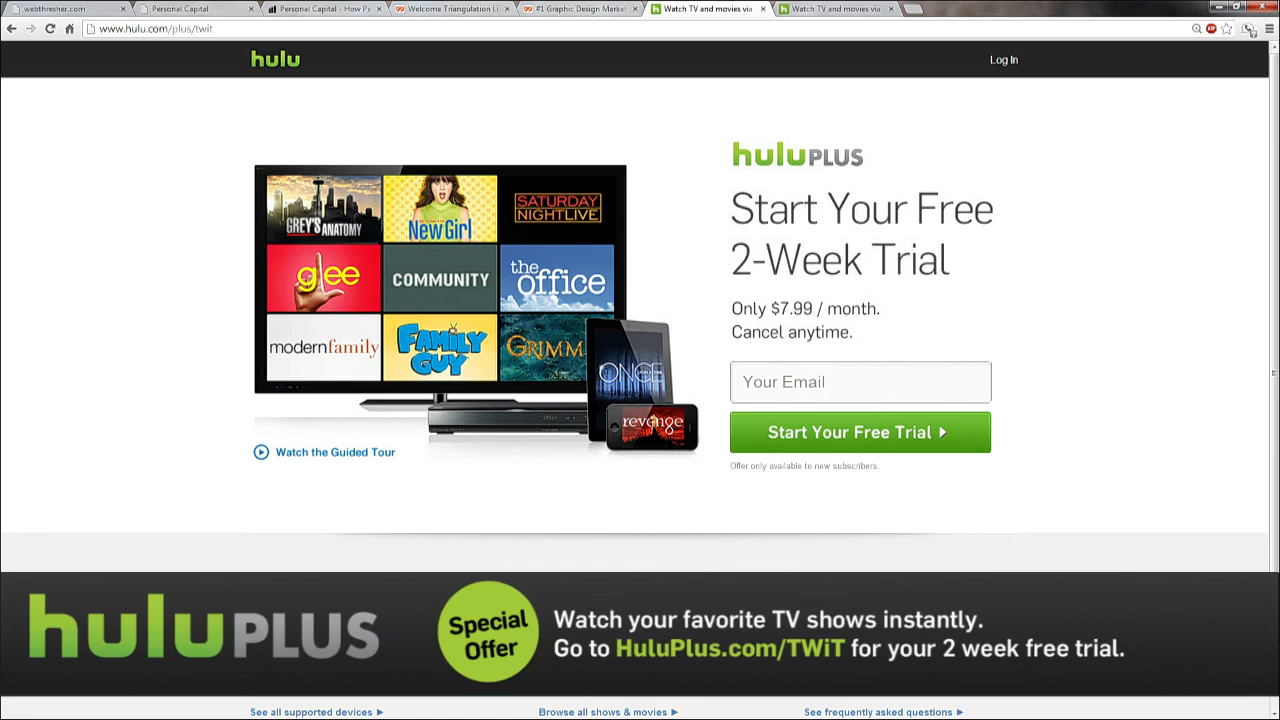 webthresher.com
Personal Capital
Personal Capital - How Pe
Welcome Triangulation Li
#1 Graphic Design Market
Watch TV and movies via
Watch TV and movies via
www.hulu.com/plus/twit
hulu
Log In
GREY'S ANATOMY
New Girl
SATURDAY NIGHT LIVE
glee
COMMUNITY
the office
modern family
FAMILY GUY
GRIMM
ONCE
revenge
Watch the Guided Tour
hulu PLUS
Start Your Free
2-Week Trial
Only $7.99 / month.
Cancel anytime.
Your Email
Start Your Free Trial
Offer only available to new subscribers.
hulu PLUS
Special
Offer
Watch your favorite TV shows instantly.
Go to HuluPlus.com/TWiT for your 2 week free trial.
See all supported devices
Browse all shows & movies
See frequently asked questions